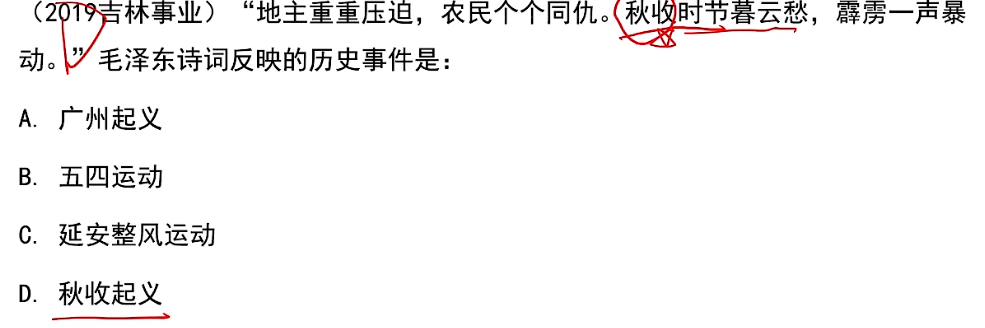 （2019吉林事业）“地主重重压迫，农民个个同仇。秋收时节暮云愁，霹雳一声暴
动。”毛泽东诗词反映的历史事件是：
A. 广州起义
B. 五四运动
C. 延安整风运动
D. 秋收起义